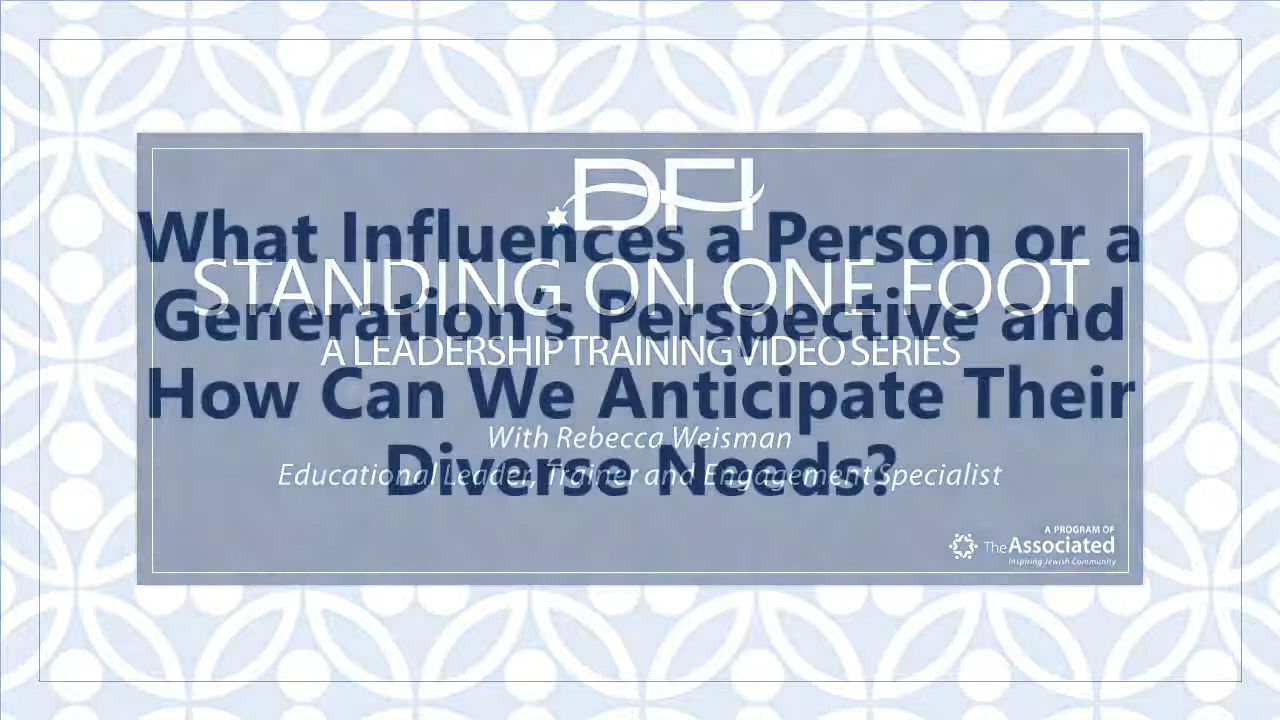 DFI
What Influences a Person or a
STANDING ON ONE FOOT
Generation's Perspective and
A LEADERSHIP TRAINING VIDEO SERIES
How Can We Anticipate Their
With Rebecca Weisman
Diverse Needs?
Educational Leader, Trainer and Engagement Specialist
A PROGRAM OF
The Associated
Inspiring Jewish Community